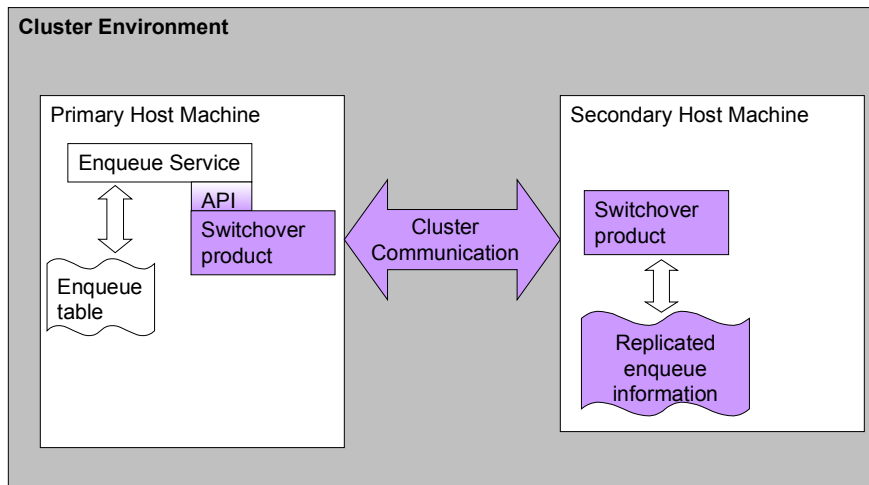 Cluster Environment
Primary Host Machine
Enqueue Service
API
Switchover
product
Enqueue
table
Cluster
Communication
Secondary Host Machine
Switchover
product
Replicated
enqueue
information